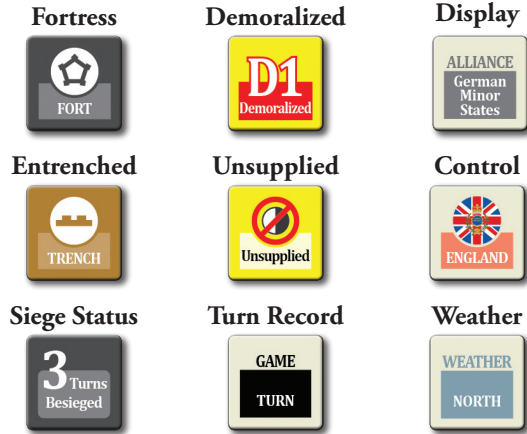 Fortress
Demoralized
Display
FORT
D1
Demoralized
ALLIANCE
German
Minor
States
Entrenched
Unsupplied
Control
TRENCH
Unsupplied
ENGLAND
Siege Status
Turn Record
Weather
3 Turns
Besieged
GAME
TURN
WEATHER
NORTH